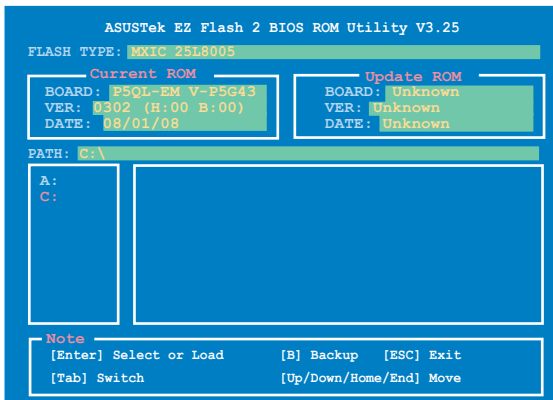 ASUSTek EZ Flash 2 BIOS ROM Utility V3.25
FLASH TYPE: MXIC 25L8005
Current ROM
BOARD: P5QL-EM V-P5G43
VER: 0302 (H:00 B:00)
DATE: 08/01/08
Update ROM
BOARD: Unknown
VER: Unknown
DATE: Unknown
PATH: C:\
A:
C:
Note
[Enter] Select or Load [B] Backup [ESC] Exit
[Tab] Switch [Up/Down/Home/End] Move